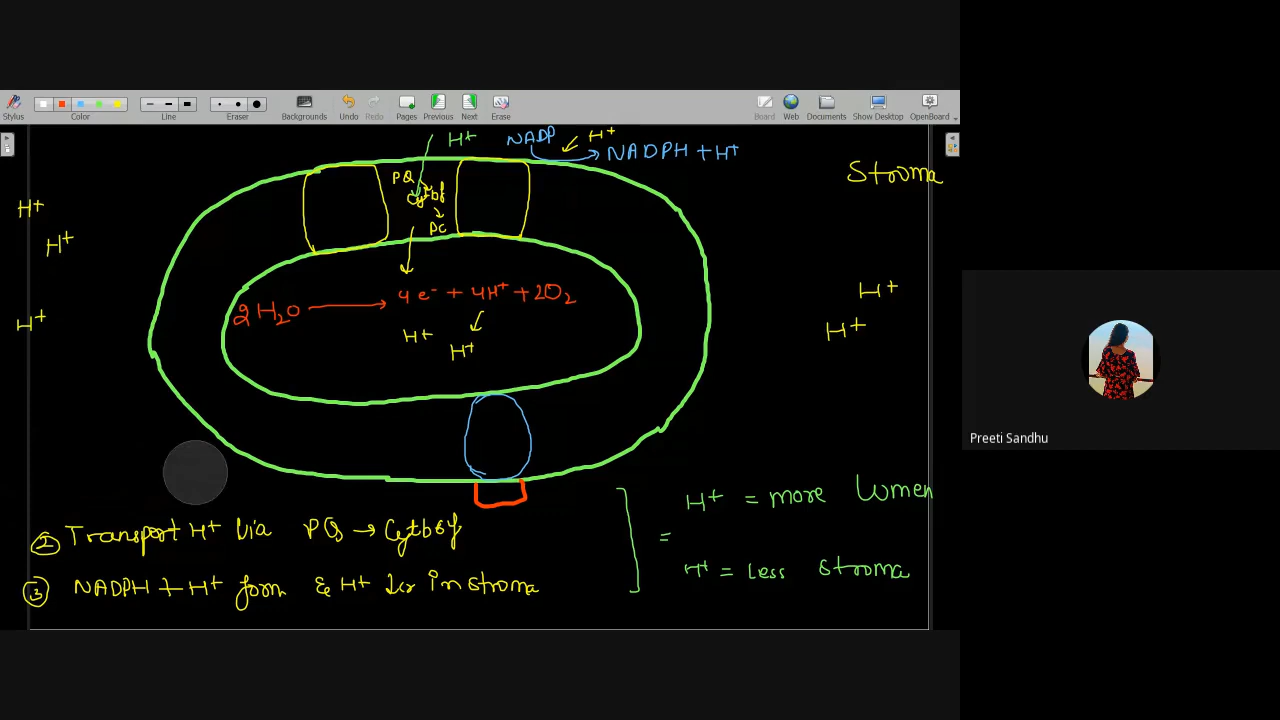 Stylus
Color
Line
Eraser
Backgrounds
Undo
Redo
Pages
Previous
Next
Erase
Board
Web
Documents
Show Desktop
OpenBoard
H+
NADP
H+
NADPH + H+
Stroma
PQ
Cytbf
PC
H+
H+
H+
2H₂O → 4e⁻ + 4H+ + 2O₂
H+
H+
H+
H+
Preeti Sandhu
② Transport H+ via PQ → Cytb6f
③ NADPH + H+ form & H+ ↓er in stroma
H+ = more lumen
=
H+ = less stroma